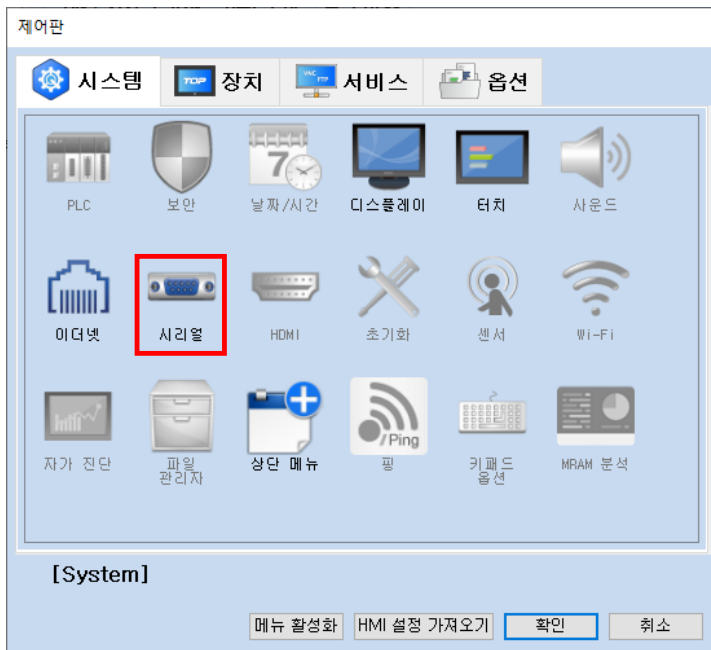 제어판
시스템 TOP 장치 VNC FTP 서비스 옵션
7
PLC 보안 날짜/시간 디스플레이 터치 사운드
이더넷 시리얼 HDMI 초기화 센서 Wi-Fi
/Ping
자가 진단 파일 관리자 상단 메뉴 핑 키패드 옵션 MRAM 분석
[System]
메뉴 활성화 HMI 설정 가져오기 확인 취소